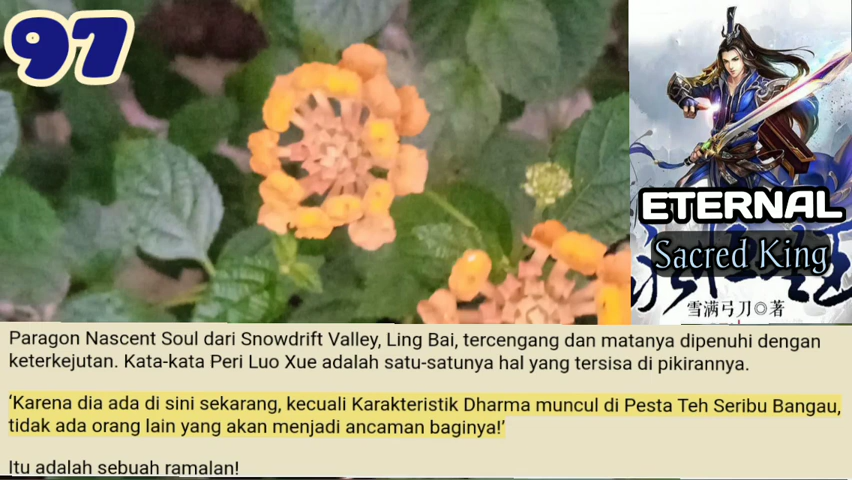 97
ETERNAL
Sacred King
雪满弓刀◎著
Paragon Nascent Soul dari Snowdrift Valley, Ling Bai, tercengang dan matanya dipenuhi dengan
keterkejutan. Kata-kata Peri Luo Xue adalah satu-satunya hal yang tersisa di pikirannya.
‘Karena dia ada di sini sekarang, kecuali Karakteristik Dharma muncul di Pesta Teh Seribu Bangau,
tidak ada orang lain yang akan menjadi ancaman baginya!’
Itu adalah sebuah ramalan!